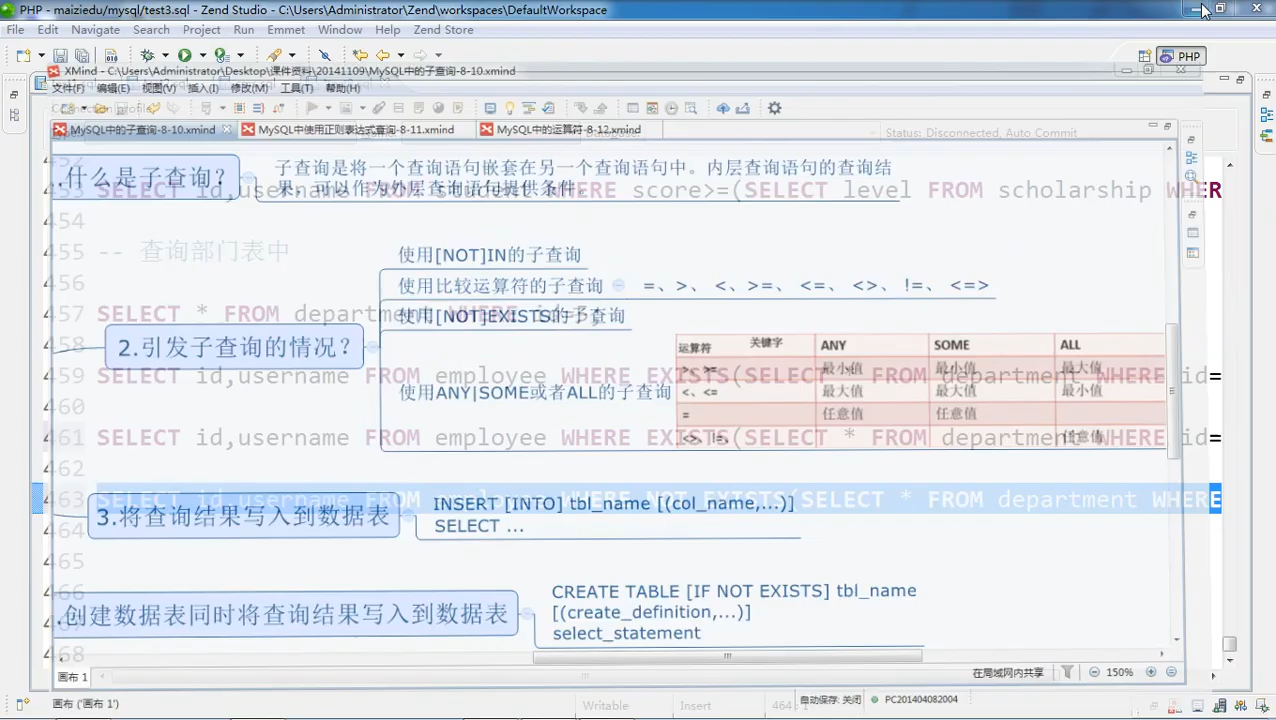 PHP - maiziedu/mysql/test3.sql - Zend Studio - C:\Users\Administrator\Zend\workspaces\DefaultWorkspace
File Edit Navigate Search Project Run Emmet Window Help Zend Store
PHP
XMind - C:\Users\Administrator\Desktop\课件资料\20141109\MySQL中的子查询-8-10.xmind
文件(F) 编辑(E) 视图(V) 插入(I) 修改(M) 工具(T) 帮助(H)
MySQL中的子查询-8-10.xmind MySQL中使用正则表达式查询-8-11.xmind MySQL中的运算符-8-12.xmind
Status: Disconnected, Auto Commit
.什么是子查询?
子查询是将一个查询语句嵌套在另一个查询语句中。内层查询语句的查询结
果，可以作为外层查询语句提供条件。
453 SELECT id,username FROM student WHERE score>=(SELECT level FROM scholarship WHER
454
455 -- 查询部门表中
456
457 SELECT * FROM department WHERE id=5;
458
459 SELECT id,username FROM employee WHERE EXISTS(SELECT * FROM department WHERE id=
460
461 SELECT id,username FROM employee WHERE EXISTS(SELECT * FROM department WHERE id=
462
463 SELECT id,username FROM employee WHERE NOT EXISTS(SELECT * FROM department WHERE
464
465
466
468
2.引发子查询的情况?
使用[NOT]IN的子查询
使用比较运算符的子查询 =、>、<、>=、<=、<>、!=、<=>
使用[NOT]EXISTS的子查询
使用ANY|SOME或者ALL的子查询
运算符 关键字 ANY SOME ALL
>、>= 最小值 最小值 最大值
<、<= 最大值 最大值 最小值
= 任意值 任意值
<>、!= 任意值
3.将查询结果写入到数据表
INSERT [INTO] tbl_name [(col_name,...)]
SELECT ...
.创建数据表同时将查询结果写入到数据表
CREATE TABLE [IF NOT EXISTS] tbl_name
[(create_definition,...)]
select_statement
画布 1
在局域网内共享 150%
画布 ('画布 1')
Writable Insert
自动保存: 关闭 PC201404082004